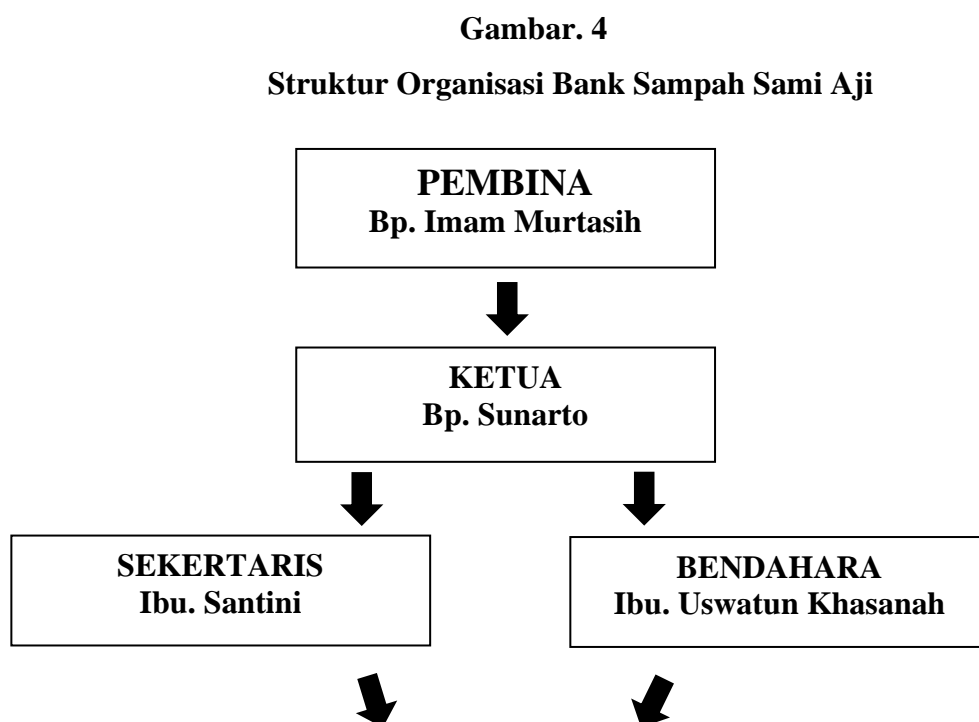 Gambar. 4
Struktur Organisasi Bank Sampah Sami Aji
PEMBINA
Bp. Imam Murtasih
KETUA
Bp. Sunarto
SEKERTARIS
Ibu. Santini
BENDAHARA
Ibu. Uswatun Khasanah